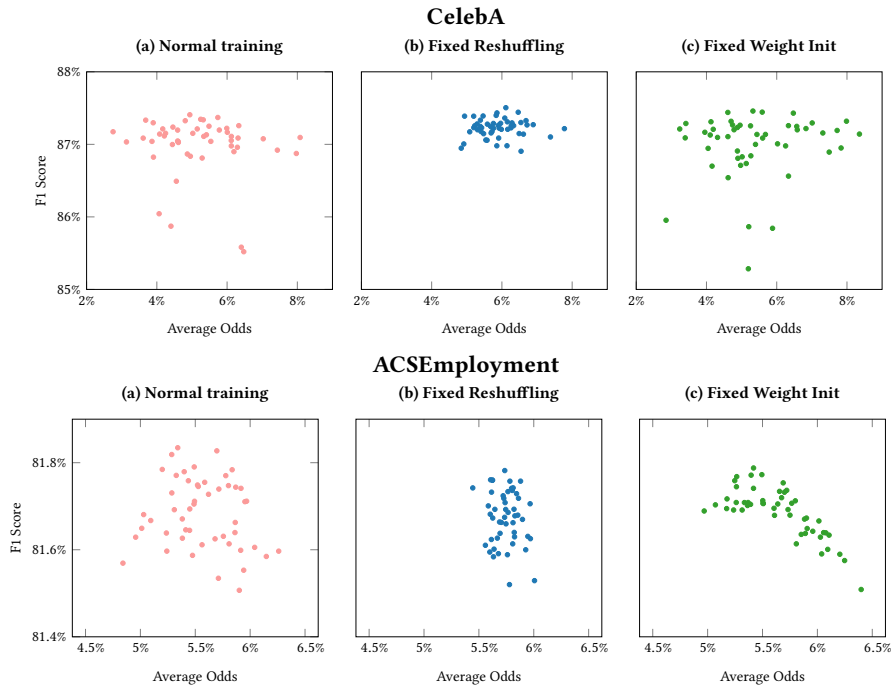 CelebA
(a) Normal training
(b) Fixed Reshuffling
(c) Fixed Weight Init
88%
87%
86%
85%
F1 Score
2% 4% 6% 8%
2% 4% 6% 8%
2% 4% 6% 8%
Average Odds
Average Odds
Average Odds
ACSEmployment
(a) Normal training
(b) Fixed Reshuffling
(c) Fixed Weight Init
81.8%
81.6%
81.4%
F1 Score
4.5% 5% 5.5% 6% 6.5%
4.5% 5% 5.5% 6% 6.5%
4.5% 5% 5.5% 6% 6.5%
Average Odds
Average Odds
Average Odds